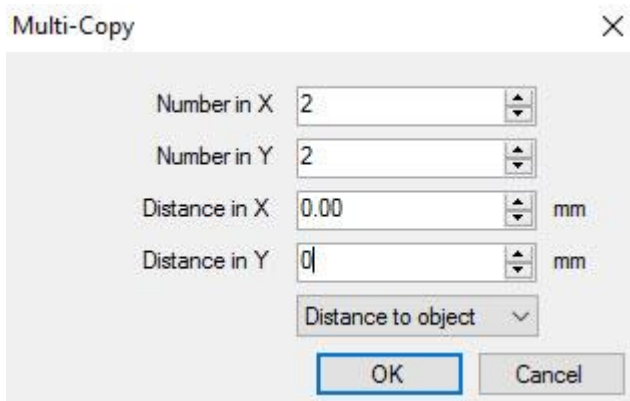 Multi-Copy
Number in X 2
Number in Y 2
Distance in X 0.00 mm
Distance in Y 0 mm
Distance to object
OK Cancel